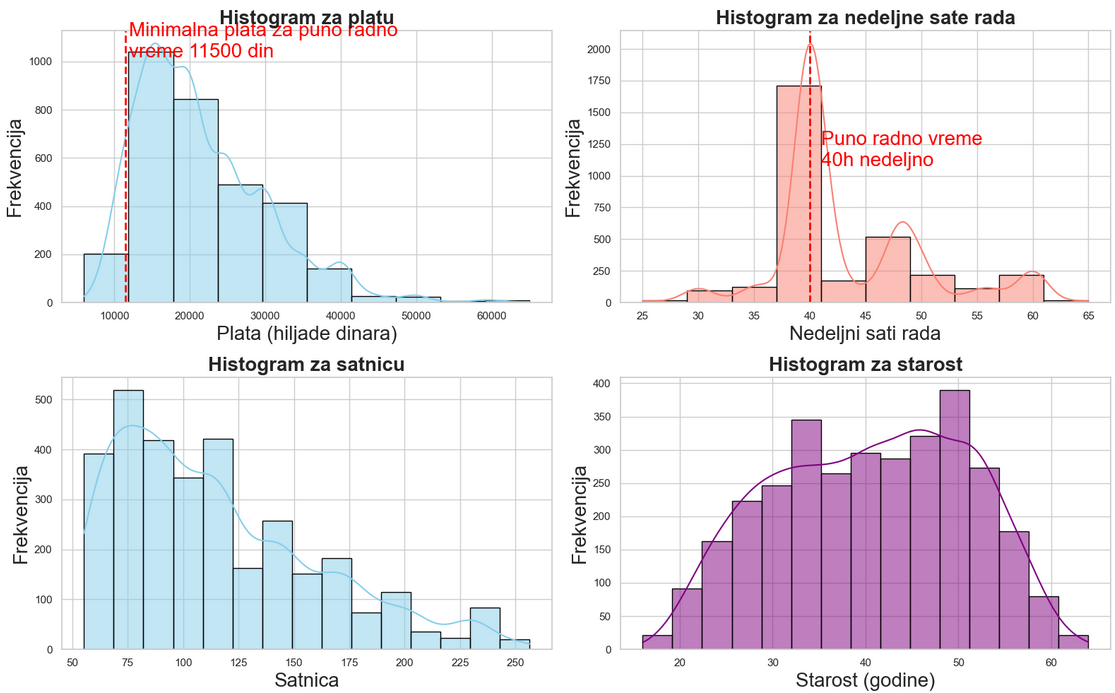 Histogram za platu
Minimalna plata za puno radno
vreme 11500 din
Frekvencija
1000
800
600
400
200
0
10000 20000 30000 40000 50000 60000
Plata (hiljade dinara)
Histogram za nedeljne sate rada
Puno radno vreme
40h nedeljno
Frekvencija
2000
1750
1500
1250
1000
750
500
250
0
25 30 35 40 45 50 55 60 65
Nedeljni sati rada
Histogram za satnicu
Frekvencija
500
400
300
200
100
0
50 75 100 125 150 175 200 225 250
Satnica
Histogram za starost
Frekvencija
400
350
300
250
200
150
100
50
0
20 30 40 50 60
Starost (godine)